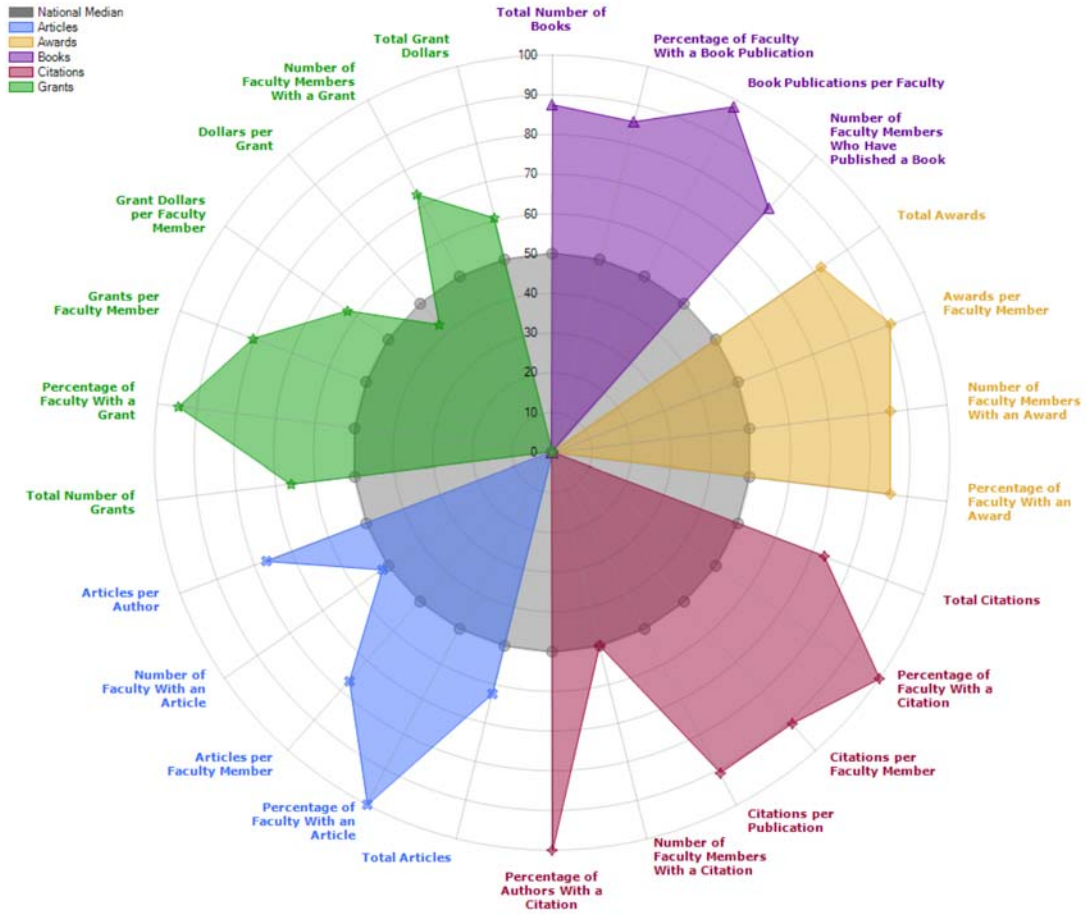 National Median
Articles
Awards
Books
Citations
Grants
Total Number of
Books
Percentage of Faculty
With a Book Publication
Book Publications per Faculty
Number of
Faculty Members
Who Have
Published a Book
Total Awards
Awards per
Faculty Member
Number of
Faculty Members
With an Award
Percentage of
Faculty With an
Award
Total Citations
Percentage of
Faculty With a
Citation
Citations per
Faculty Member
Citations per
Publication
Number of
Faculty Members
With a Citation
Percentage of
Authors With a
Citation
Total Articles
Percentage of
Faculty With an
Article
Articles per
Faculty Member
Number of
Faculty With an
Article
Articles per
Author
Total Number of
Grants
Percentage of
Faculty With a
Grant
Grants per
Faculty Member
Grant Dollars
per Faculty
Member
Dollars per
Grant
Number of
Faculty Members
With a Grant
Total Grant
Dollars
100
90
80
70
60
50
40
30
20
10
0